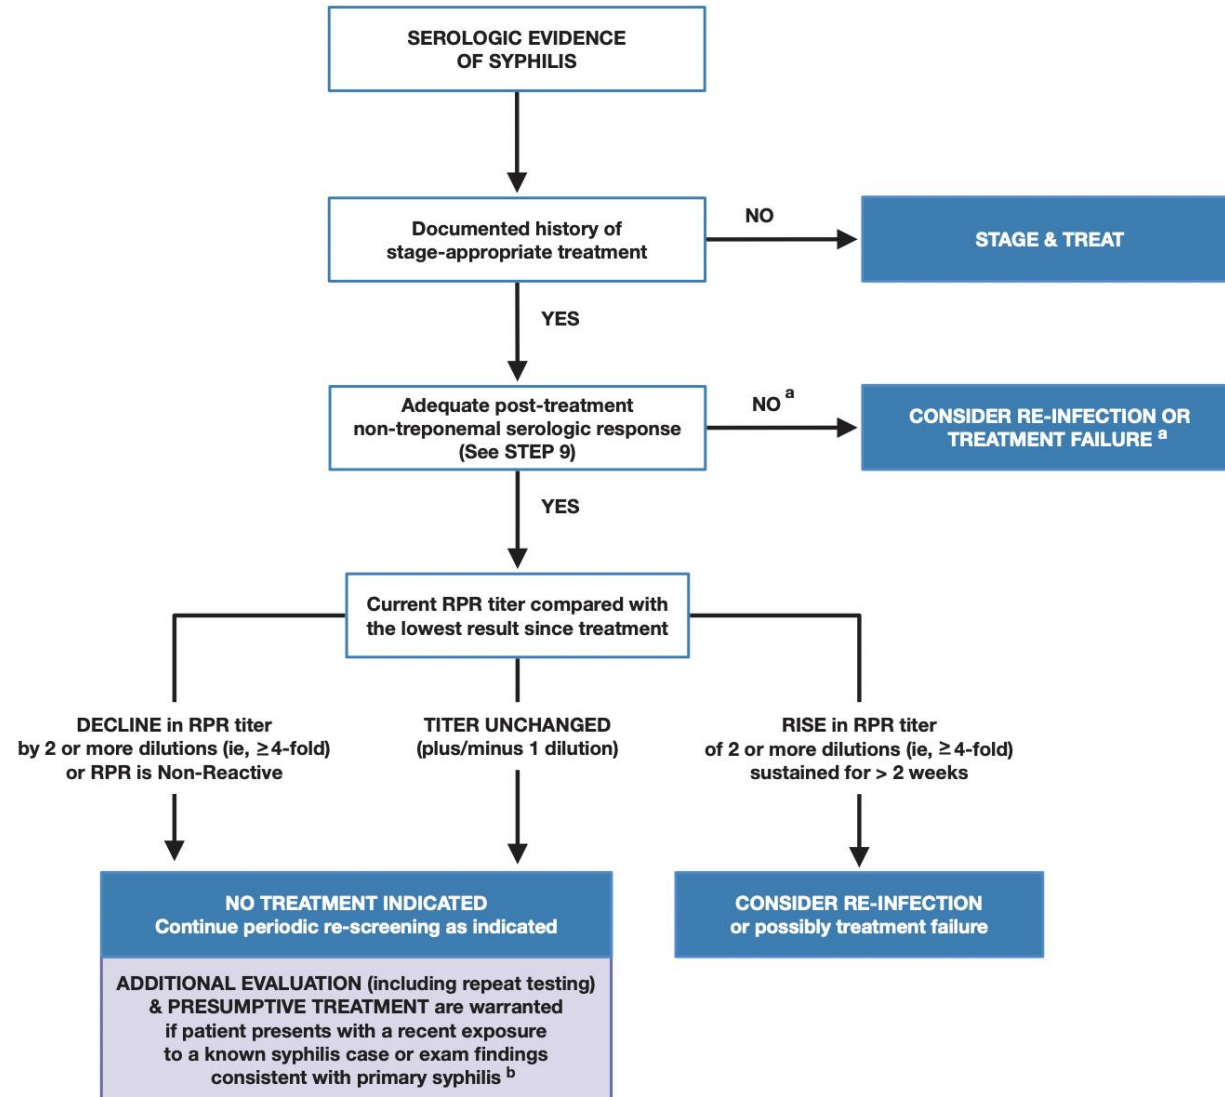 SEROLOGIC EVIDENCE
OF SYPHILIS
Documented history of
stage-appropriate treatment
NO
STAGE & TREAT
YES
Adequate post-treatment
non-treponemal serologic response
(See STEP 9)
NO a
CONSIDER RE-INFECTION OR
TREATMENT FAILURE a
YES
Current RPR titer compared with
the lowest result since treatment
DECLINE in RPR titer
by 2 or more dilutions (ie, ≥4-fold)
or RPR is Non-Reactive
TITER UNCHANGED
(plus/minus 1 dilution)
RISE in RPR titer
of 2 or more dilutions (ie, ≥4-fold)
sustained for > 2 weeks
NO TREATMENT INDICATED
Continue periodic re-screening as indicated
CONSIDER RE-INFECTION
or possibly treatment failure
ADDITIONAL EVALUATION (including repeat testing)
& PRESUMPTIVE TREATMENT are warranted
if patient presents with a recent exposure
to a known syphilis case or exam findings
consistent with primary syphilis b